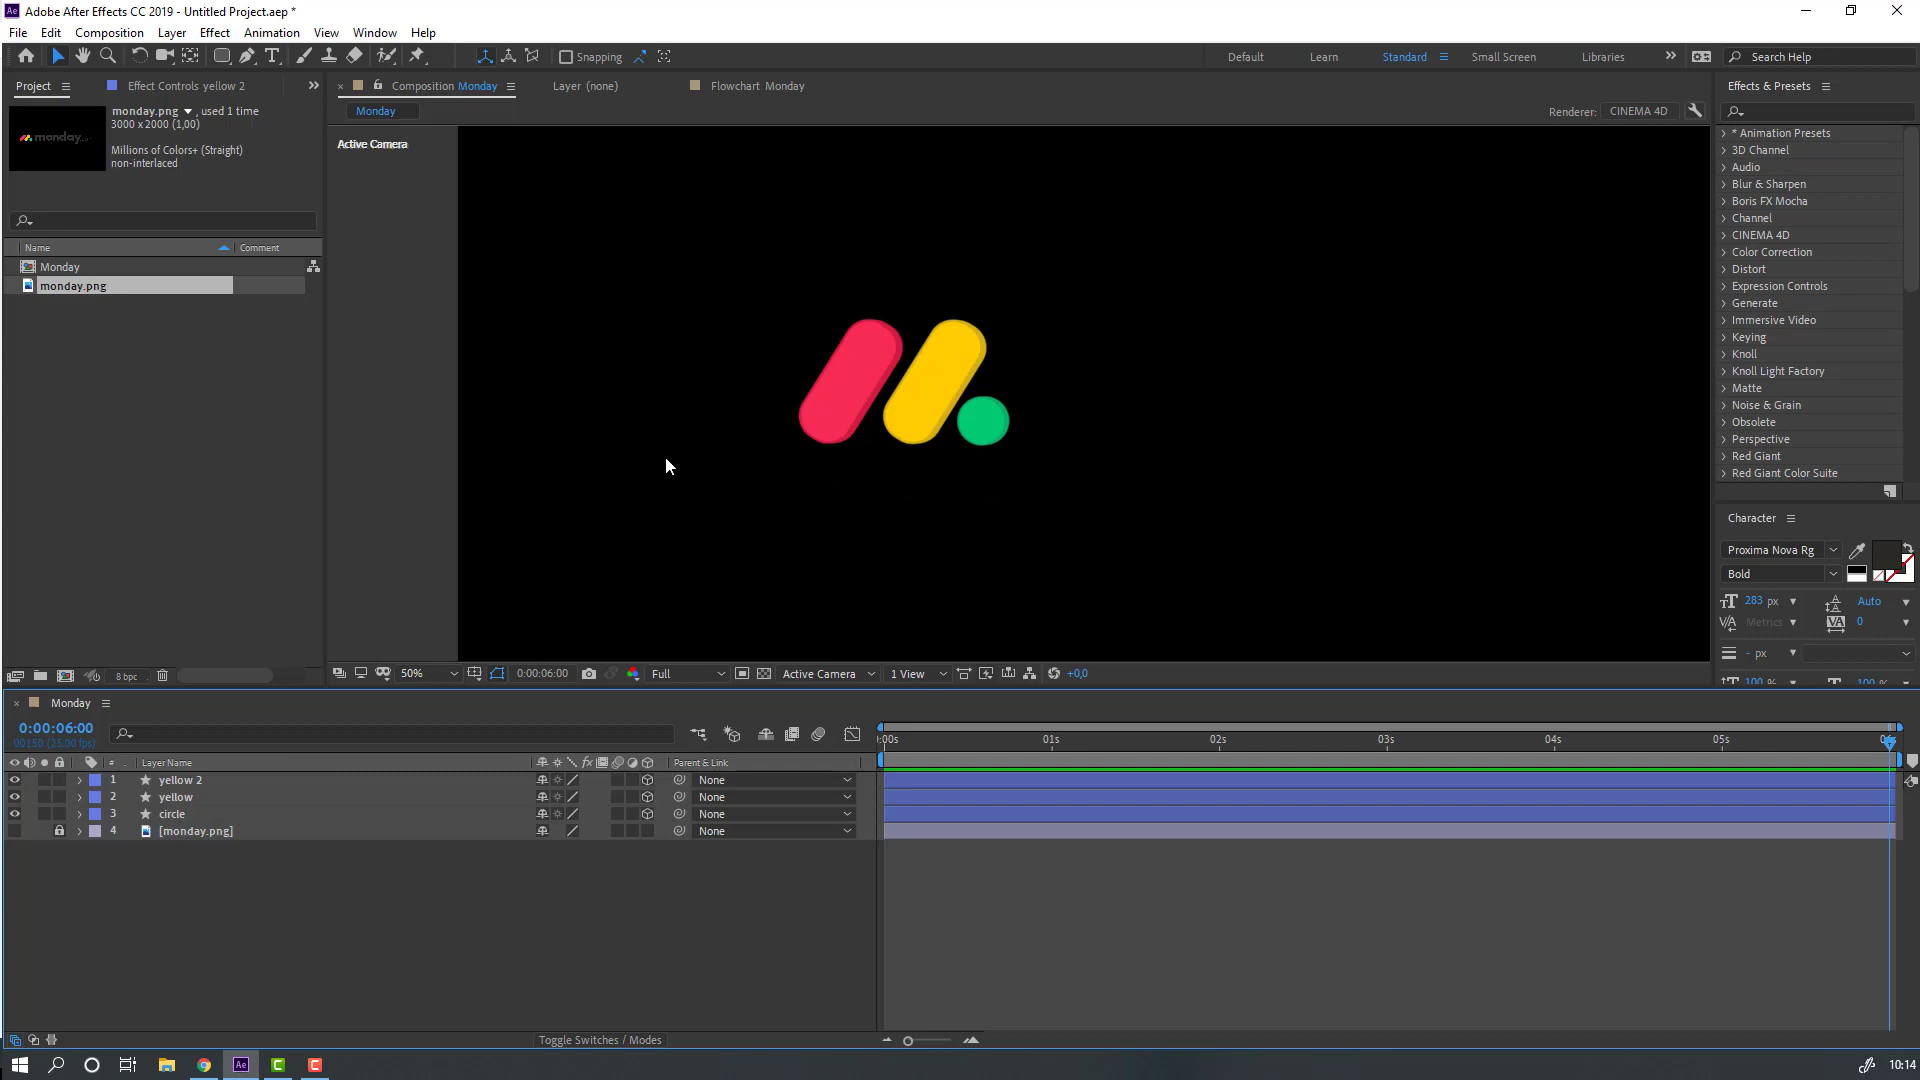 Ae Adobe After Effects CC 2019 - Untitled Project.aep *
File Edit Composition Layer Effect Animation View Window Help
Snapping Default Learn Standard Small Screen Libraries Search Help
Project Effect Controls yellow 2
Composition Monday Layer (none) Flowchart Monday
Effects & Presets
monday.png , used 1 time
3000 x 2000 (1,00)
Millions of Colors+ (Straight)
non-interlaced
monday
Monday
Renderer: CINEMA 4D
Active Camera
Name Comment
Monday
monday.png
8 bpc
* Animation Presets
3D Channel
Audio
Blur & Sharpen
Boris FX Mocha
Channel
CINEMA 4D
Color Correction
Distort
Expression Controls
Generate
Immersive Video
Keying
Knoll
Knoll Light Factory
Matte
Noise & Grain
Obsolete
Perspective
Red Giant
Red Giant Color Suite
Character
Proxima Nova Rg
Bold
283 px Auto
Metrics 0
- px
100 % 100 %
50% 0:00:06:00 Full Active Camera 1 View +0,0
Monday
0:00:06:00
00150 (25.00 fps)
:00s 01s 02s 03s 04s 05s
# Layer Name fx Parent & Link
1 yellow 2 None
2 yellow None
3 circle None
4 [monday.png] None
Toggle Switches / Modes
Ae C C 10:14